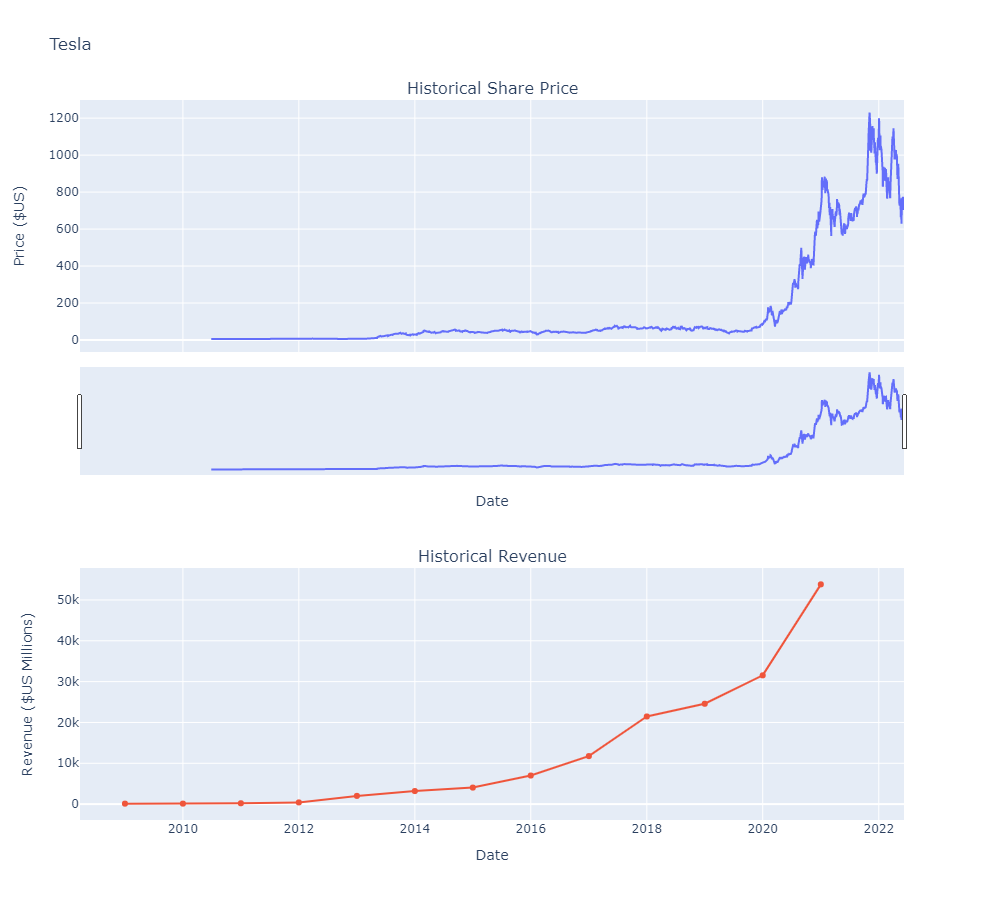 Tesla
Historical Share Price
Price ($US)
1200
1000
800
600
400
200
0
Date
Historical Revenue
Revenue ($US Millions)
50k
40k
30k
20k
10k
0
2010 2012 2014 2016 2018 2020 2022
Date